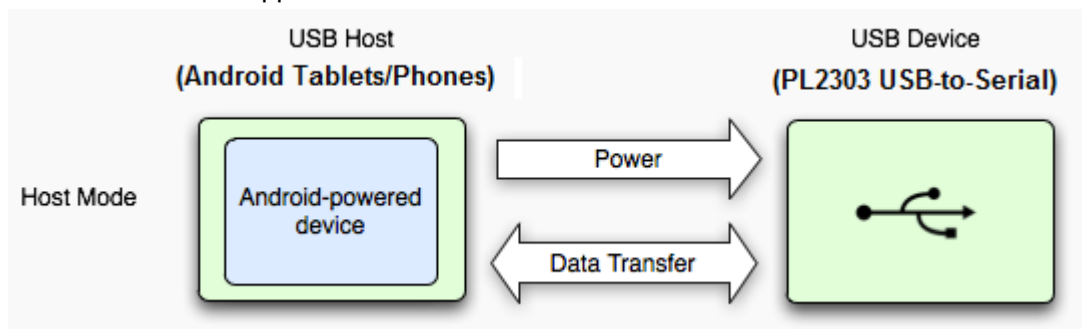 USB Host
(Android Tablets/Phones)
USB Device
(PL2303 USB-to-Serial)
Host Mode
Android-powered
device
Power
Data Transfer